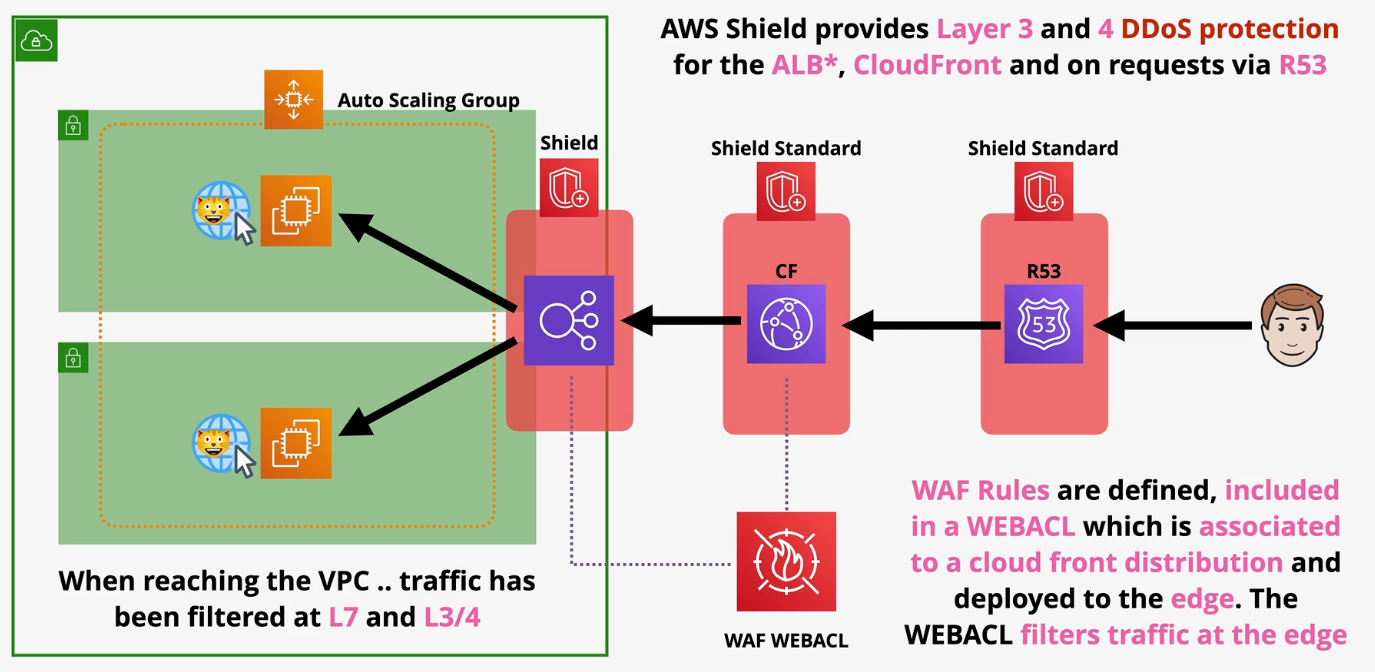 AWS Shield provides Layer 3 and 4 DDoS protection
for the ALB*, CloudFront and on requests via R53
Auto Scaling Group
Shield
Shield Standard
Shield Standard
CF
R53
53
WAF Rules are defined, included
in a WEBACL which is associated
to a cloud front distribution and
deployed to the edge. The
WEBACL filters traffic at the edge
When reaching the VPC .. traffic has
been filtered at L7 and L3/4
WAF WEBACL